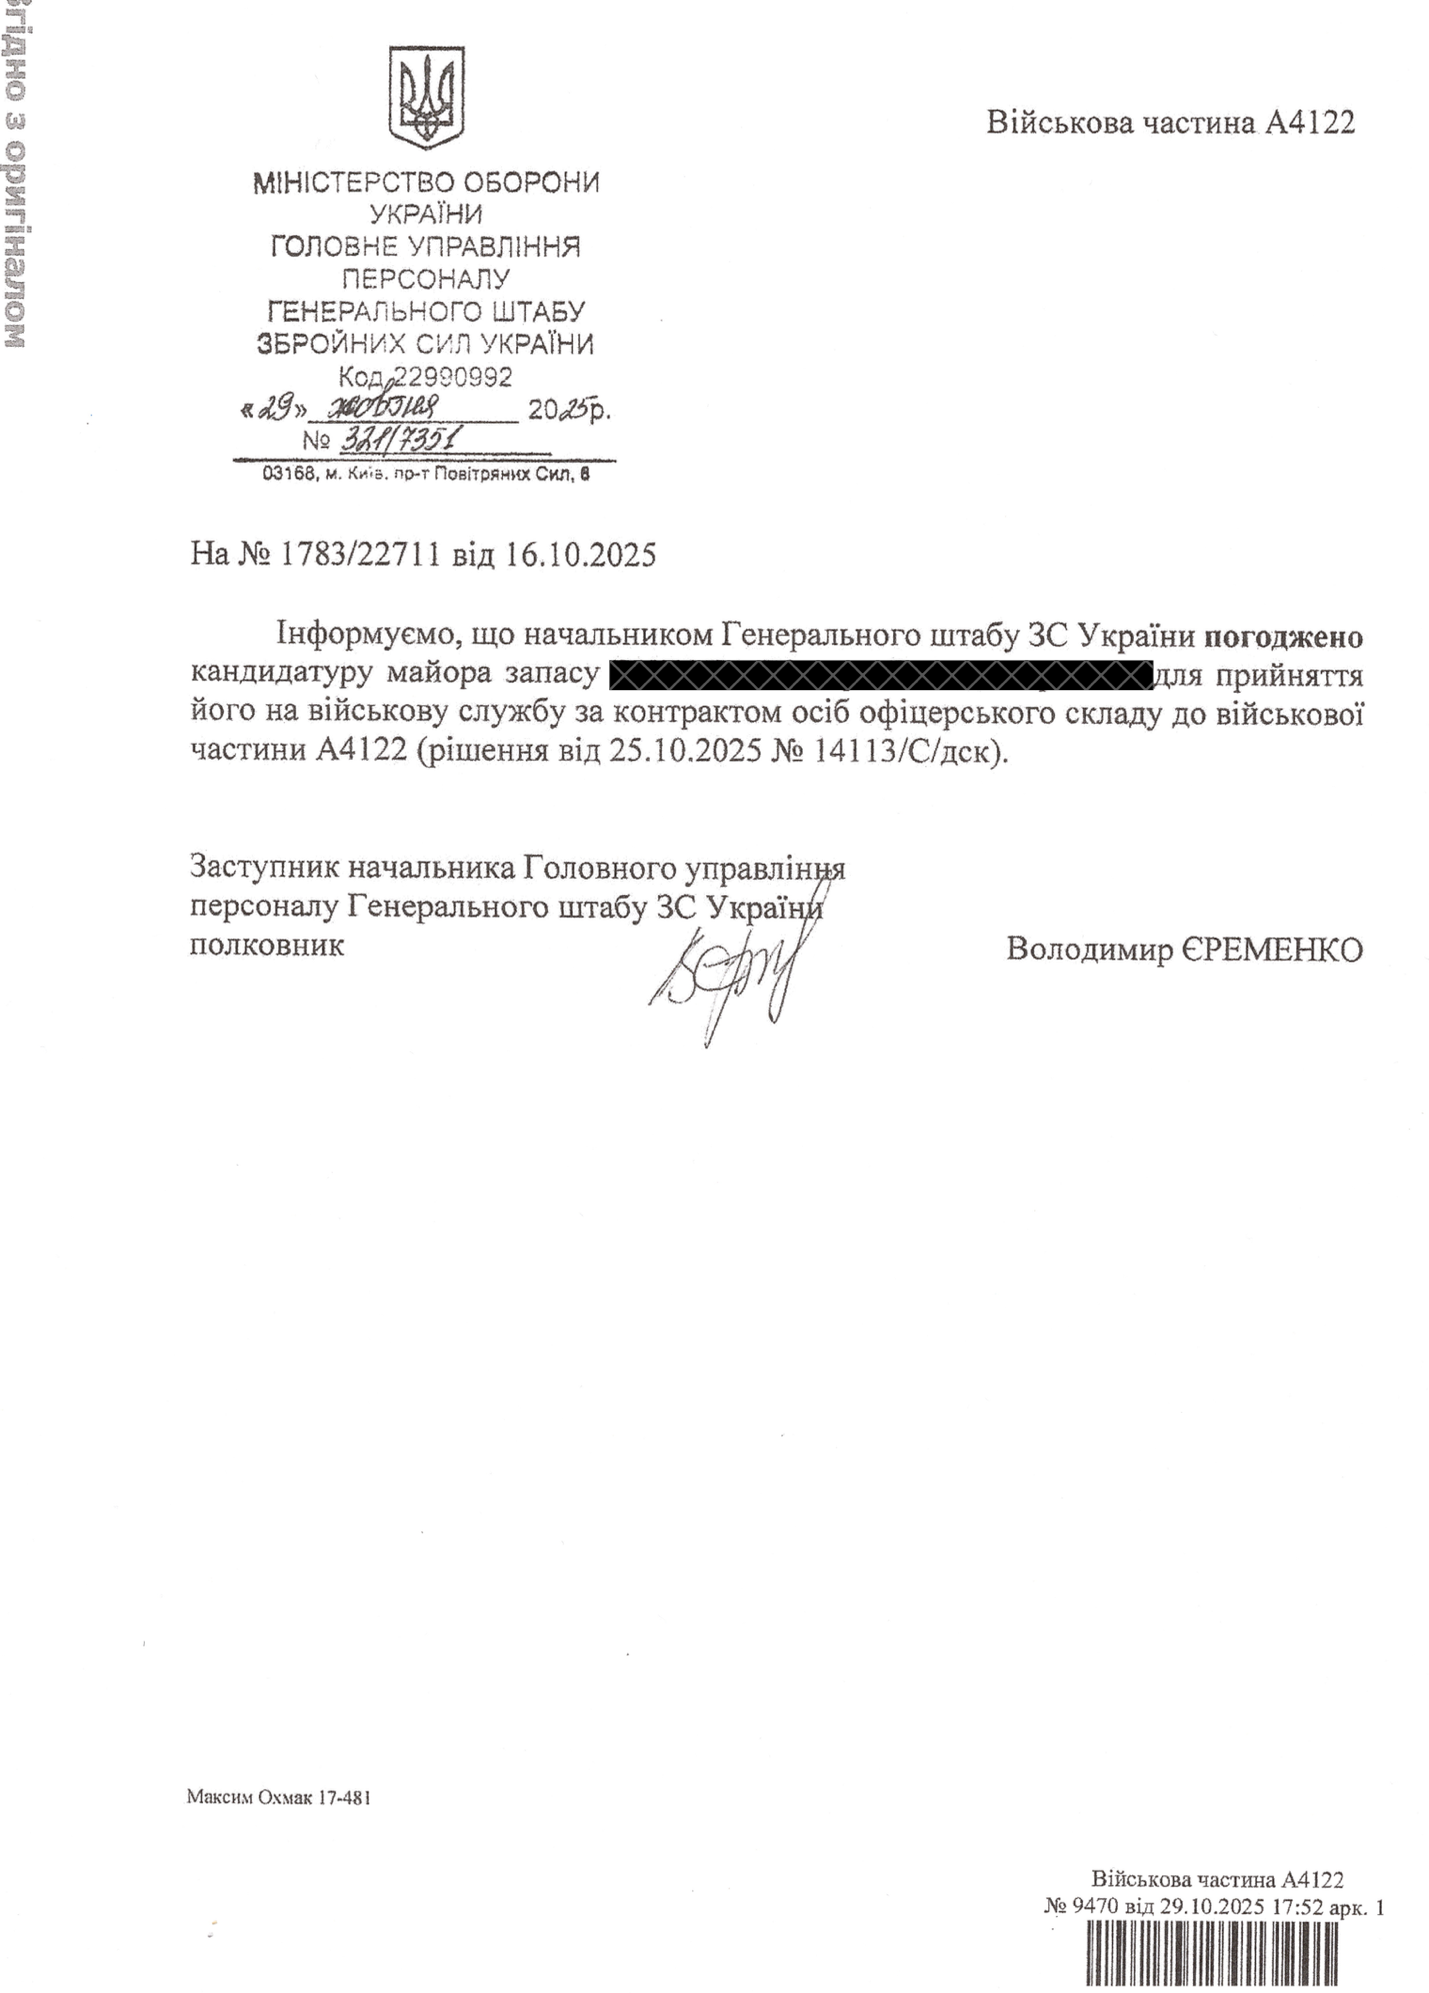 Згідно з оригіналом
Військова частина А4122
МІНІСТЕРСТВО ОБОРОНИ
УКРАЇНИ
ГОЛОВНЕ УПРАВЛІННЯ
ПЕРСОНАЛУ
ГЕНЕРАЛЬНОГО ШТАБУ
ЗБРОЙНИХ СИЛ УКРАЇНИ
Код 22990992
«29» жовтня 2025р.
№ 321/7351
03168, м. Київ, пр-т Повітряних Сил, 6
На № 1783/22711 від 16.10.2025
Інформуємо, що начальником Генерального штабу ЗС України погоджено
кандидатуру майора запасу для прийняття
його на військову службу за контрактом осіб офіцерського складу до військової
частини А4122 (рішення від 25.10.2025 № 14113/С/дск).
Заступник начальника Головного управління
персоналу Генерального штабу ЗС України
полковник
Володимир ЄРЕМЕНКО
Максим Охмак 17-481
Військова частина А4122
№ 9470 від 29.10.2025 17:52 арк. 1